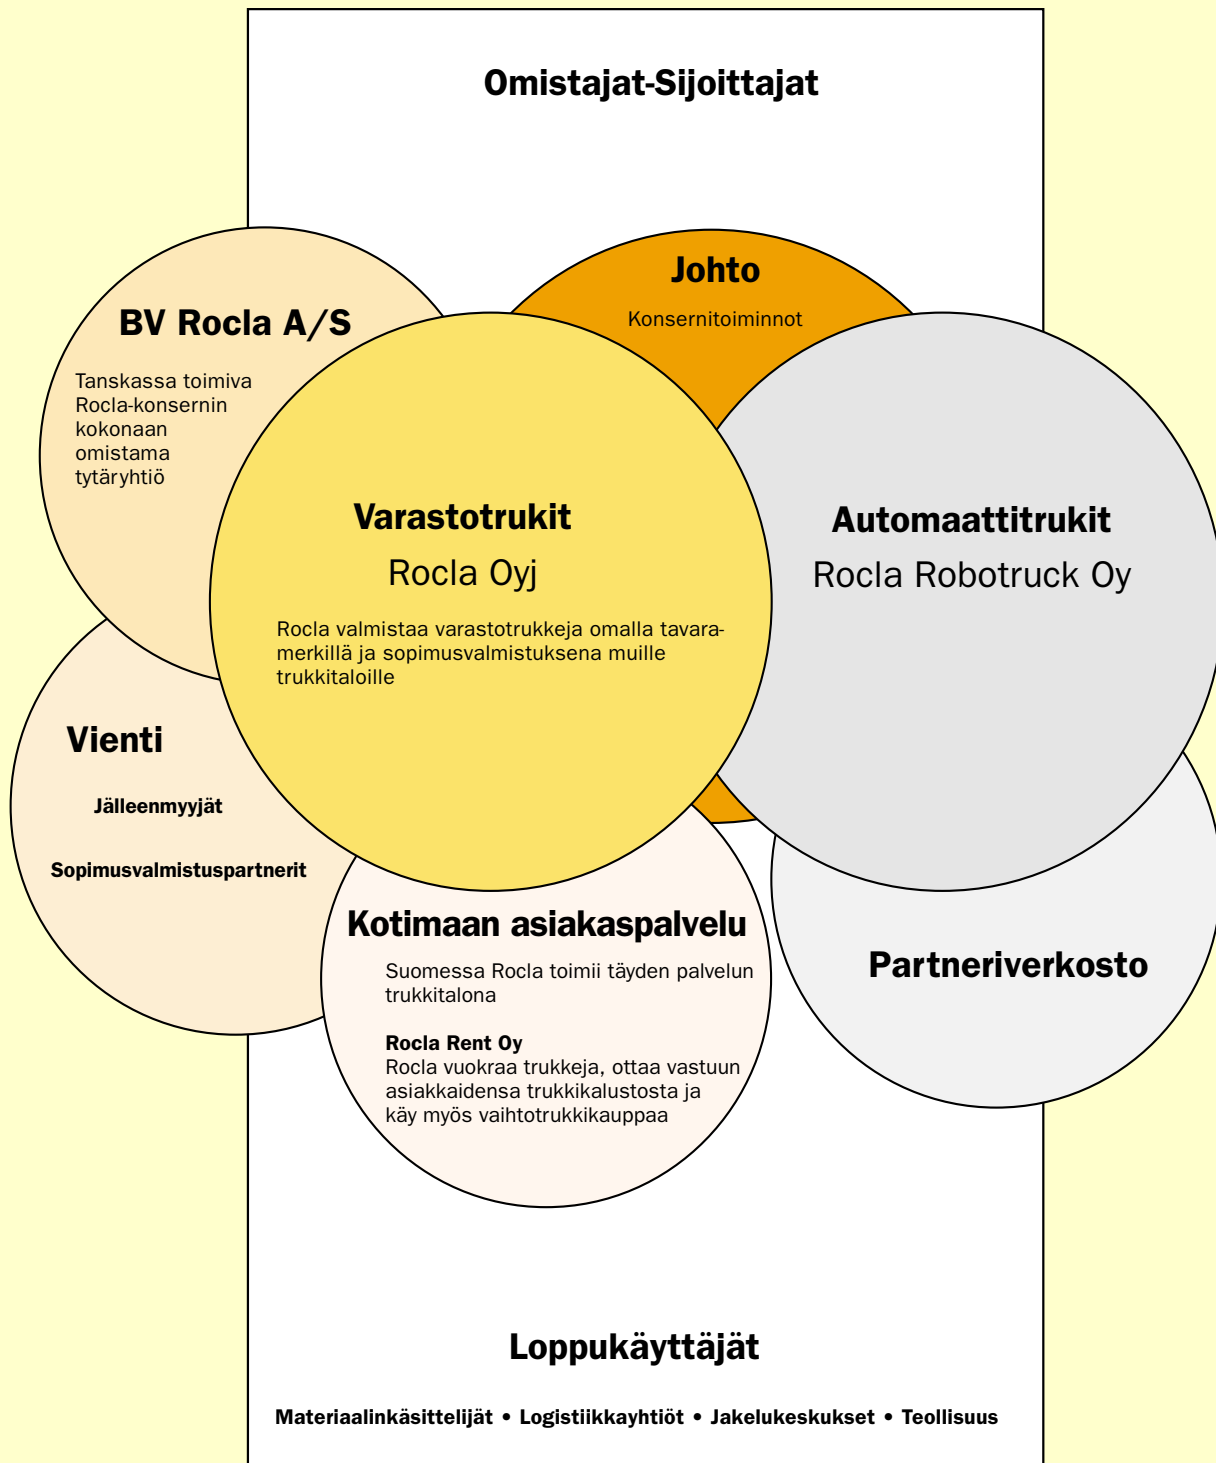 Omistajat-Sijoittajat
Johto
Konsernitoiminnot
BV Rocla A/S
Tanskassa toimiva
Rocla-konsernin
kokonaan
omistama
tytäryhtiö
Varastotrukit
Rocla Oyj
Rocla valmistaa varastotrukkeja omalla tavara-
merkillä ja sopimusvalmistuksena muille
trukkitaloille
Automaattitrukit
Rocla Robotruck Oy
Vienti
Jälleenmyyjät
Sopimusvalmistuspartnerit
Kotimaan asiakaspalvelu
Suomessa Rocla toimii täyden palvelun
trukkitalona
Rocla Rent Oy
Rocla vuokraa trukkeja, ottaa vastuun
asiakkaidensa trukkikalustosta ja
käy myös vaihtotrukkikauppaa
Partneriverkosto
Loppukäyttäjät
Materiaalinkäsittelijät • Logistiikkayhtiöt • Jakelukeskukset • Teollisuus